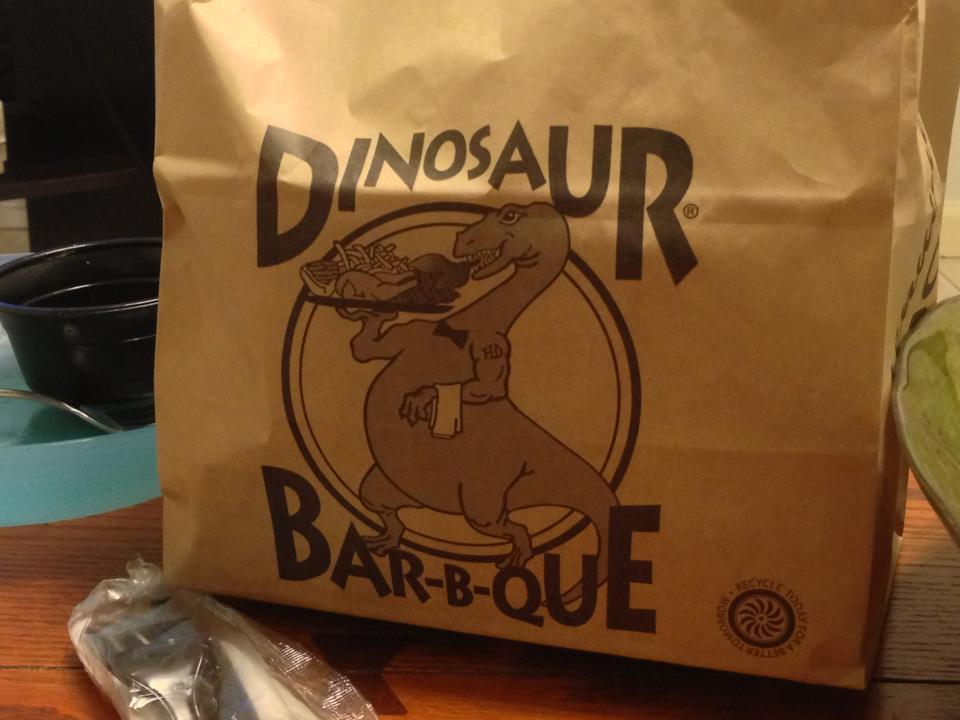 DINOSAUR®
HD
BAR-B-QUE
RECYCLE TODAY FOR A BETTER TOMORROW •